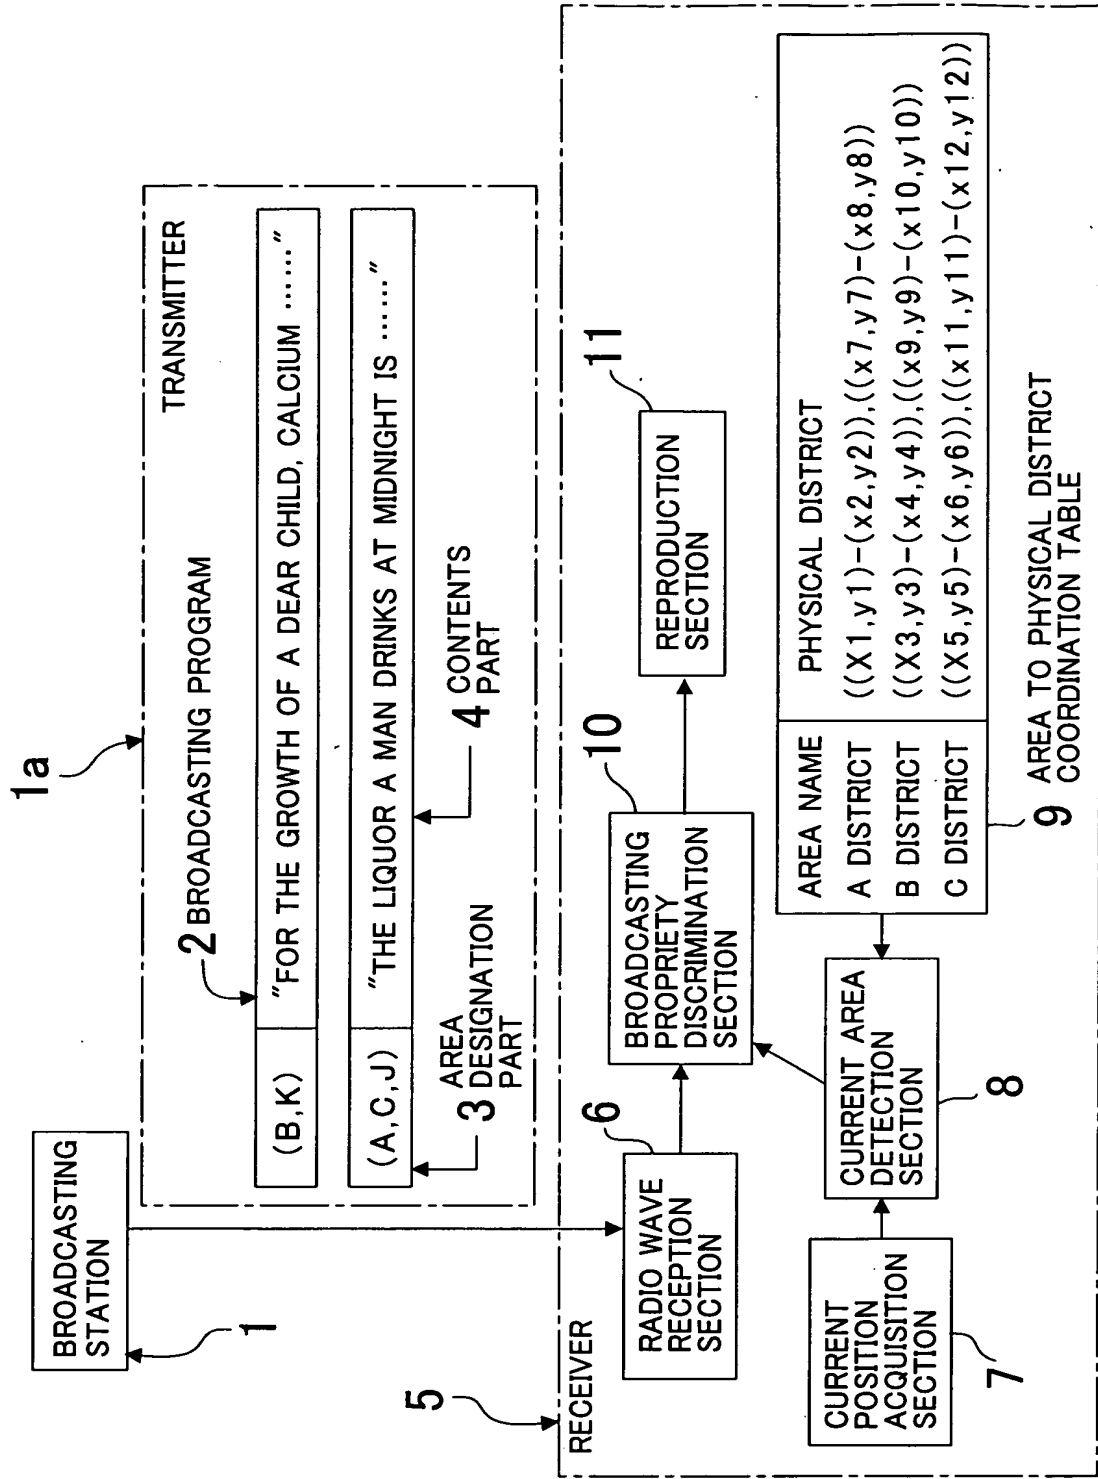 1a
BROADCASTING
STATION
1
TRANSMITTER
2 BROADCASTING PROGRAM
(B,K)
"FOR THE GROWTH OF A DEAR CHILD, CALCIUM ......"
(A,C,J)
"THE LIQUOR A MAN DRINKS AT MIDNIGHT IS ......"
3 AREA
DESIGNATION
PART
4 CONTENTS
PART
5
RECEIVER
6
RADIO WAVE
RECEPTION
SECTION
10
BROADCASTING
PROPRIETY
DISCRIMINATION
SECTION
11
REPRODUCTION
SECTION
CURRENT
POSITION
ACQUISITION
SECTION
7
CURRENT AREA
DETECTION
SECTION
8
AREA NAME PHYSICAL DISTRICT
A DISTRICT ((X1,y1)-(x2,y2)),((x7,y7)-(x8,y8))
B DISTRICT ((X3,y3)-(x4,y4)),((x9,y9)-(x10,y10))
C DISTRICT ((X5,y5)-(x6,y6)),((x11,y11)-(x12,y12))
9 AREA TO PHYSICAL DISTRICT
COORDINATION TABLE